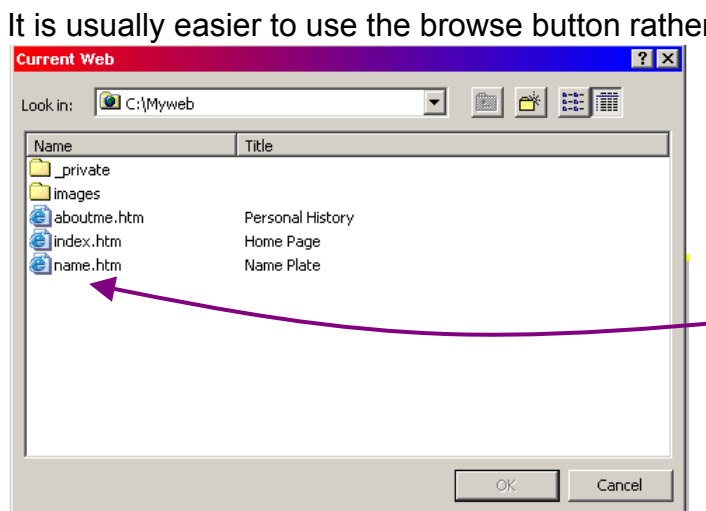 It is usually easier to use the browse button rather
Current Web
Look in: C:\Myweb
Name Title
_private
images
aboutme.htm Personal History
index.htm Home Page
name.htm Name Plate
OK Cancel